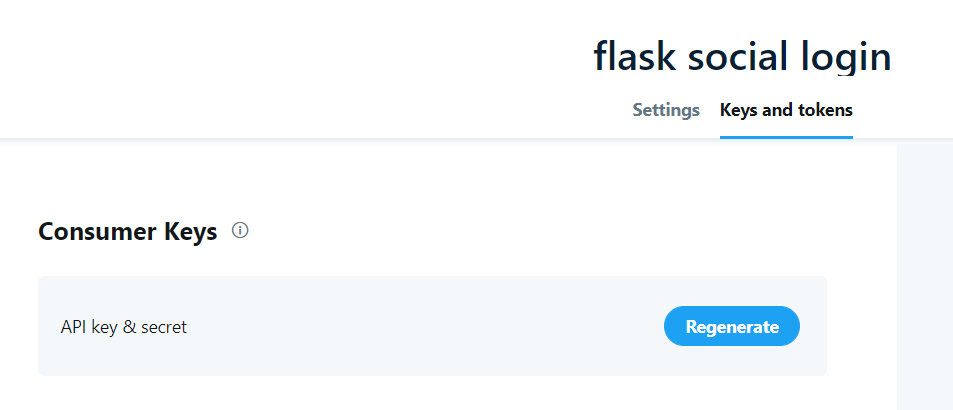 flask social login
Settings Keys and tokens
Consumer Keys
API key & secret
Regenerate